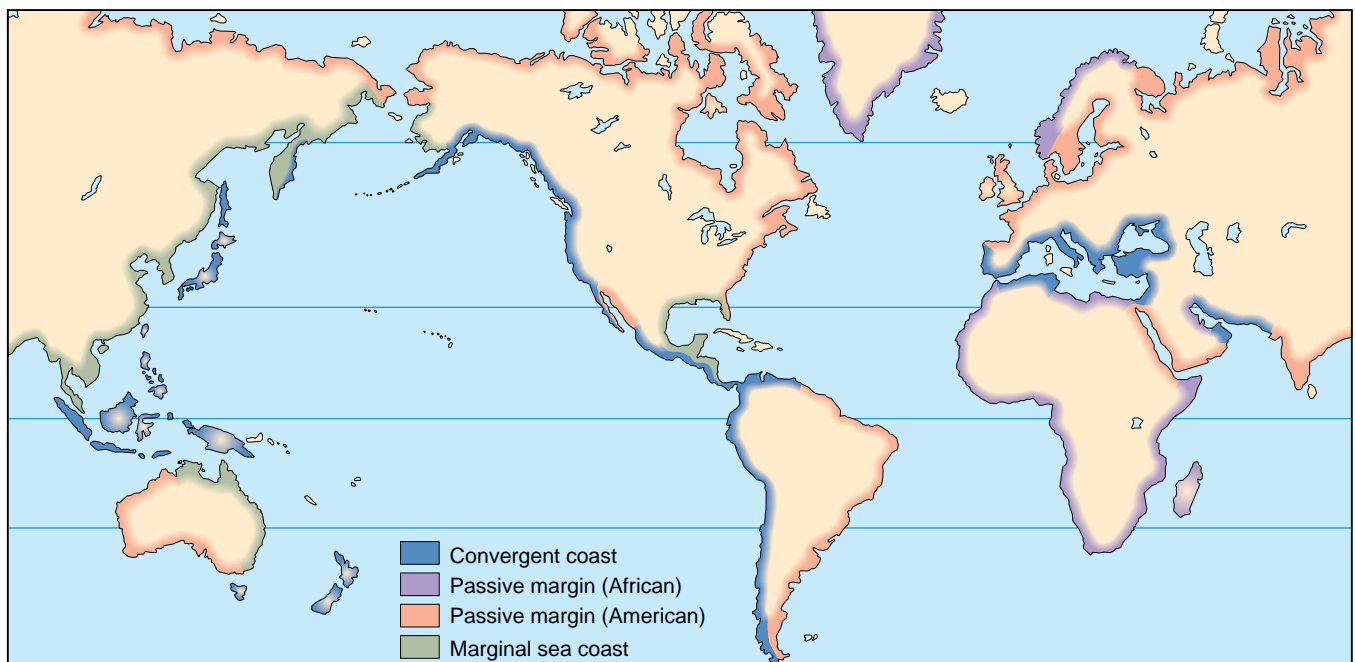 Convergent coast
Passive margin (African)
Passive margin (American)
Marginal sea coast